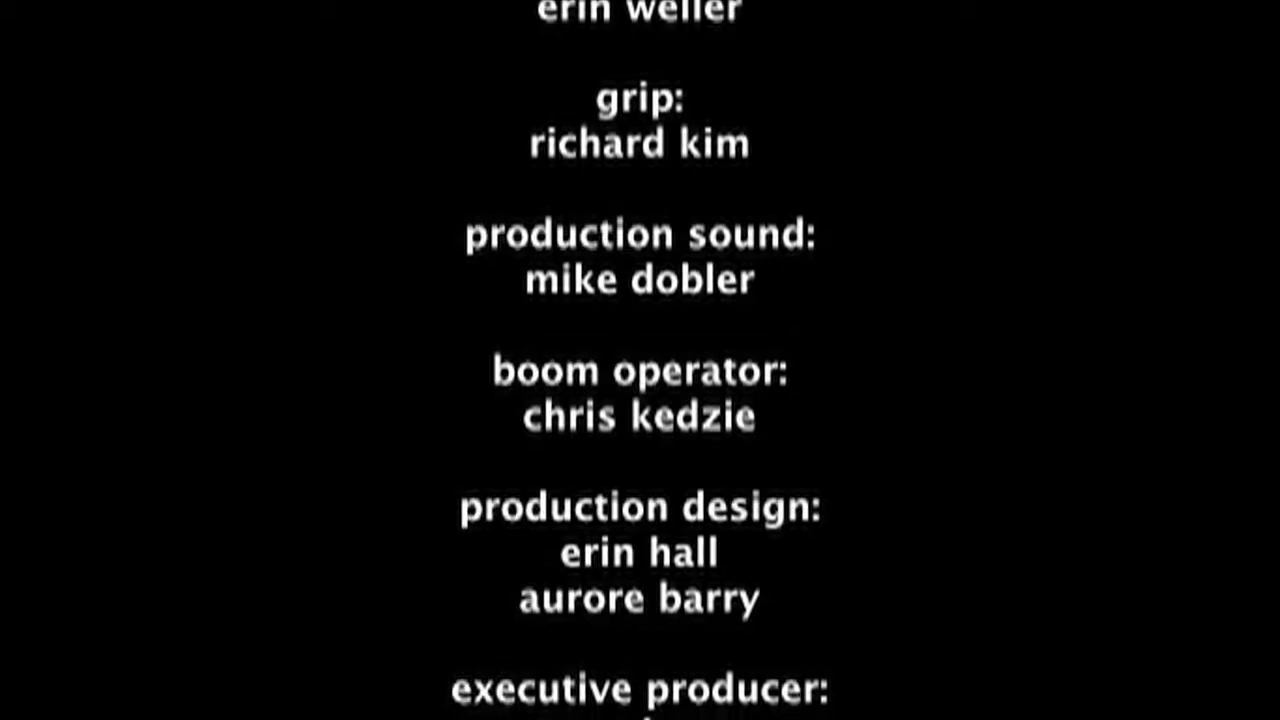 erin weller
grip:
richard kim
production sound:
mike dobler
boom operator:
chris kedzie
production design:
erin hall
aurore barry
executive producer: